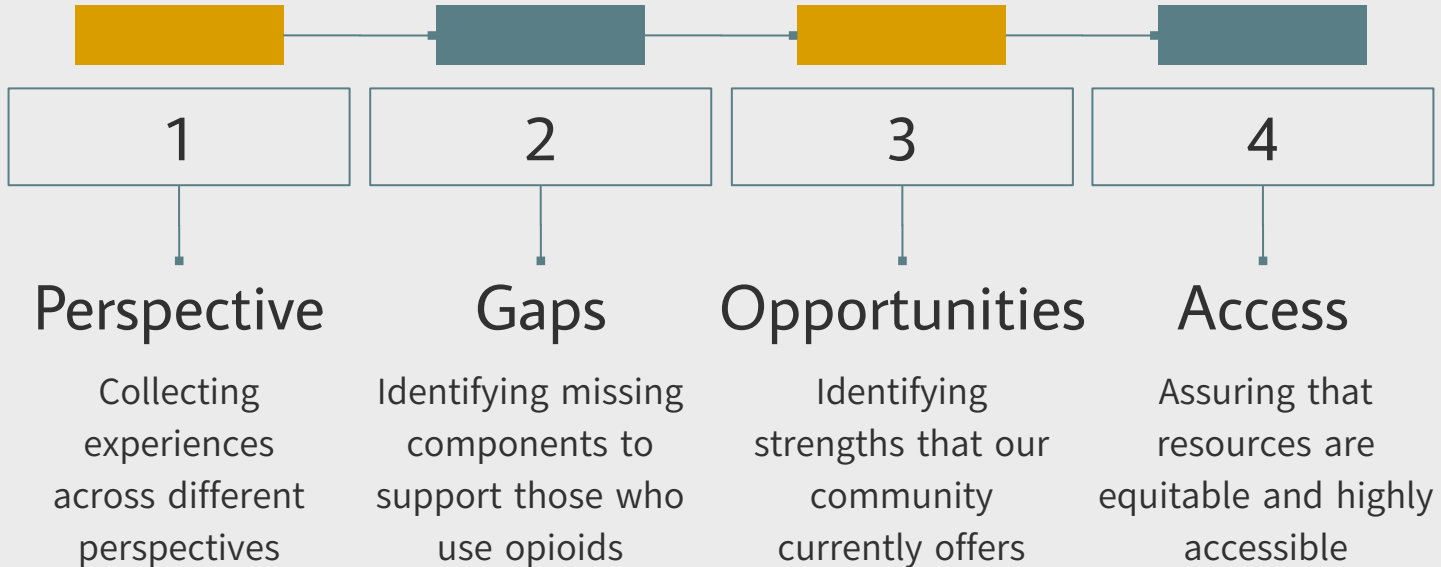 1
2
3
4
Perspective
Gaps
Opportunities
Access
Collecting
experiences
across different
perspectives
Identifying missing
components to
support those who
use opioids
Identifying
strengths that our
community
currently offers
Assuring that
resources are
equitable and highly
accessible